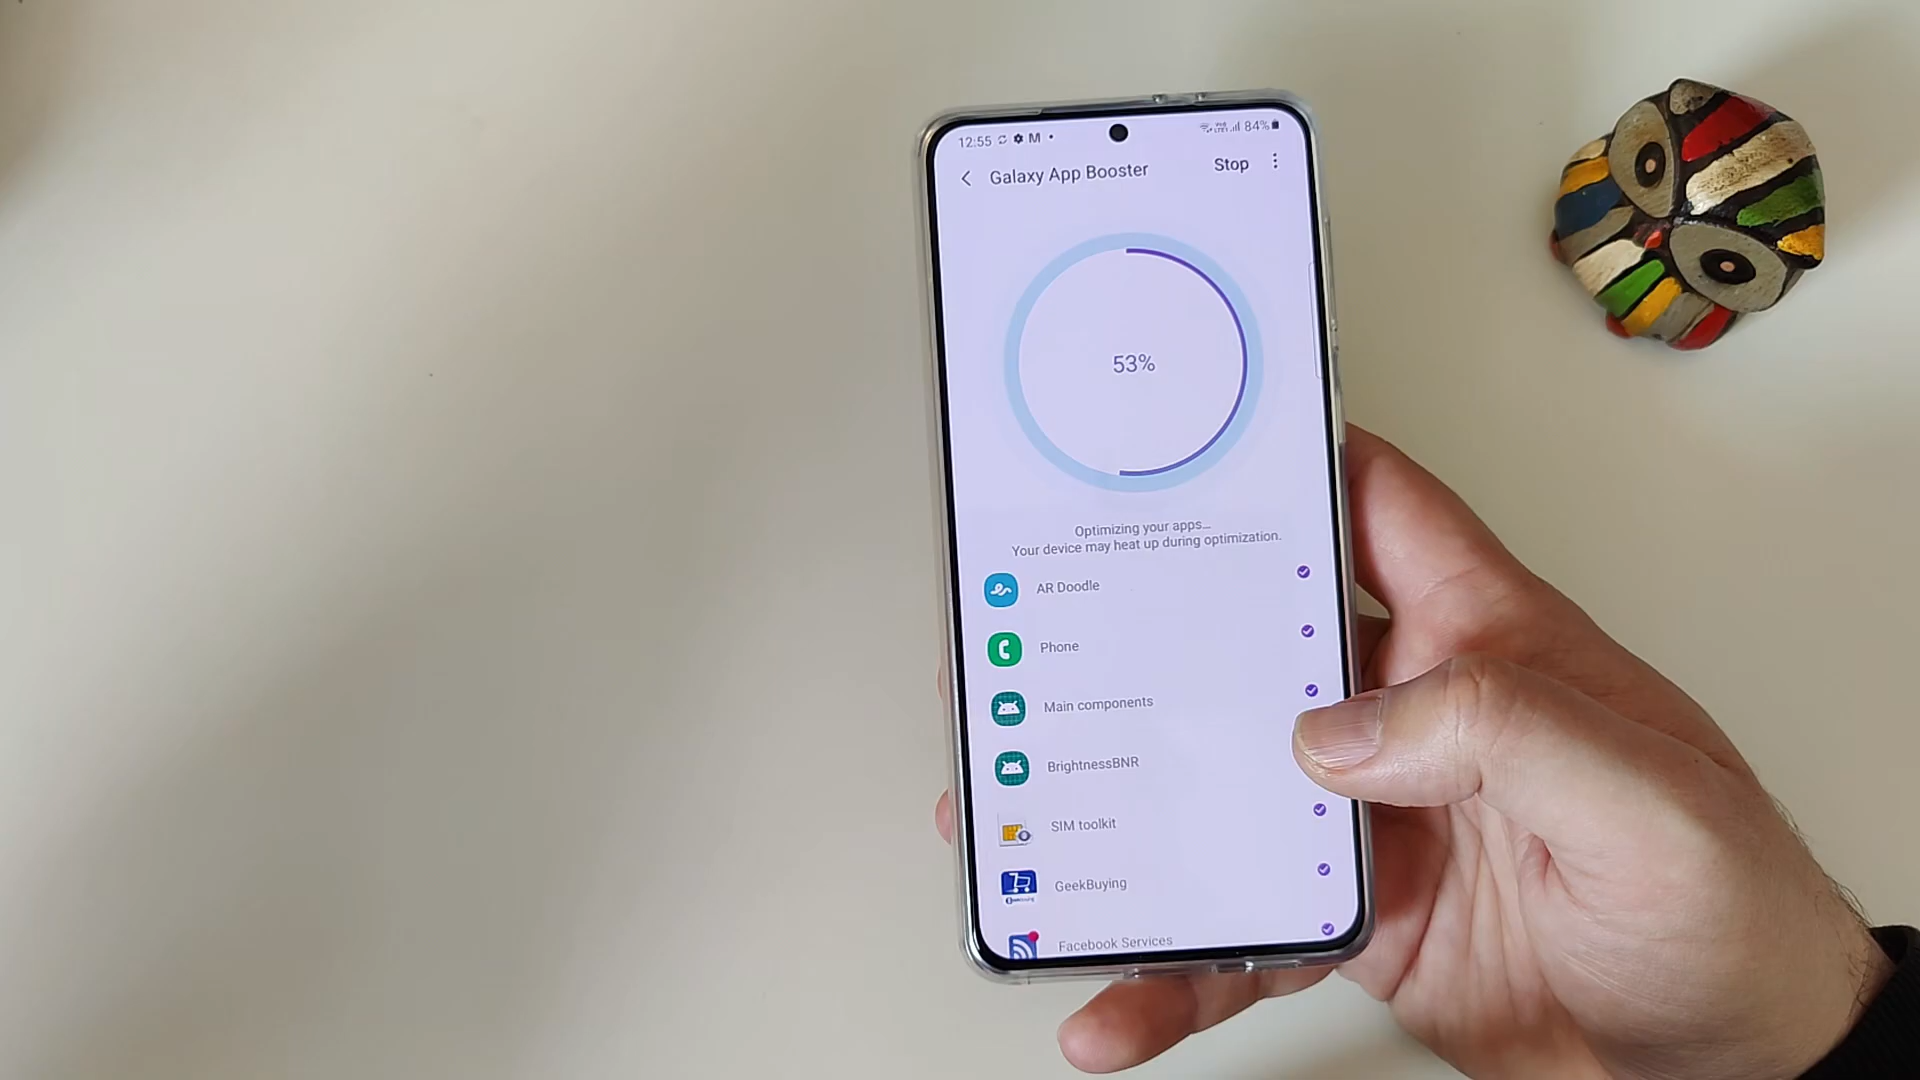 12:55 M 84%
Galaxy App Booster Stop
53%
Optimizing your apps...
Your device may heat up during optimization.
AR Doodle
Phone
Main components
BrightnessBNR
SIM toolkit
GeekBuying
Facebook Services